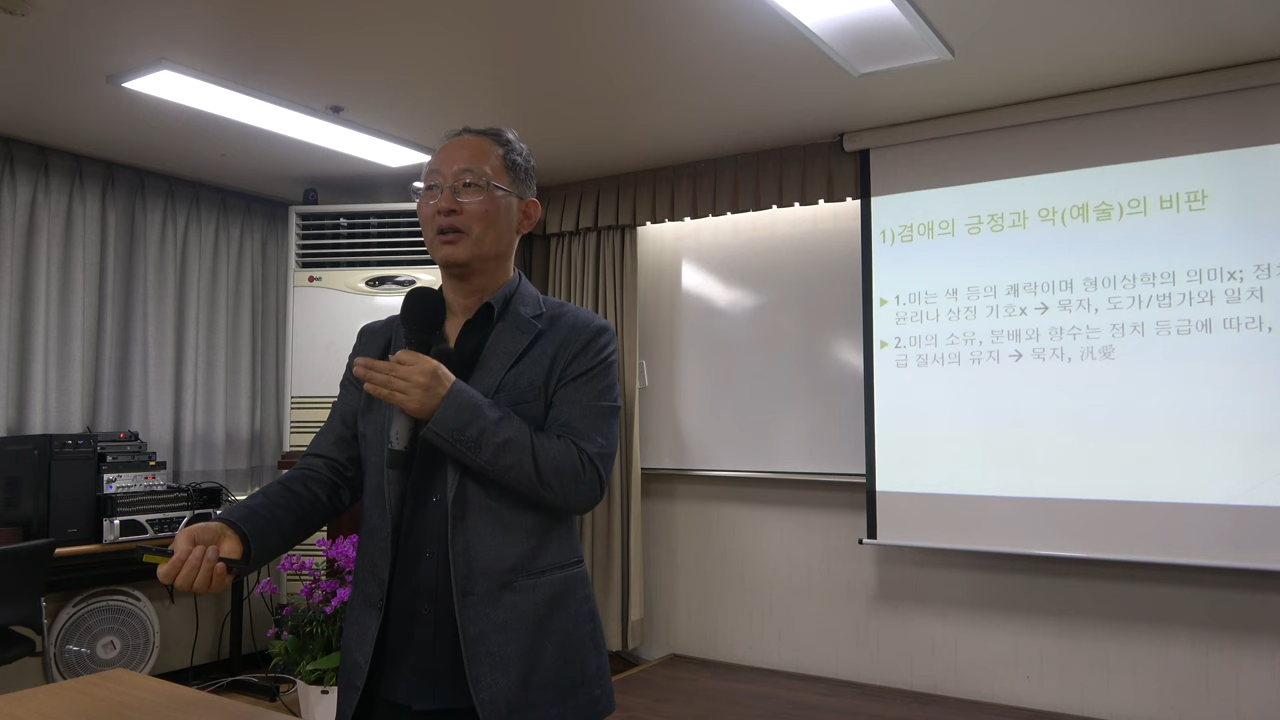 1)겸애의 긍정과 악(예술)의 비판
1.미는 색 등의 쾌락이며 형이상학의 의미x; 정치
윤리나 상징 기호x → 묵자, 도가/법가와 일치
2.미의 소유, 분배와 향수는 정치 등급에 따라,
급 질서의 유지 → 묵자, 汎愛